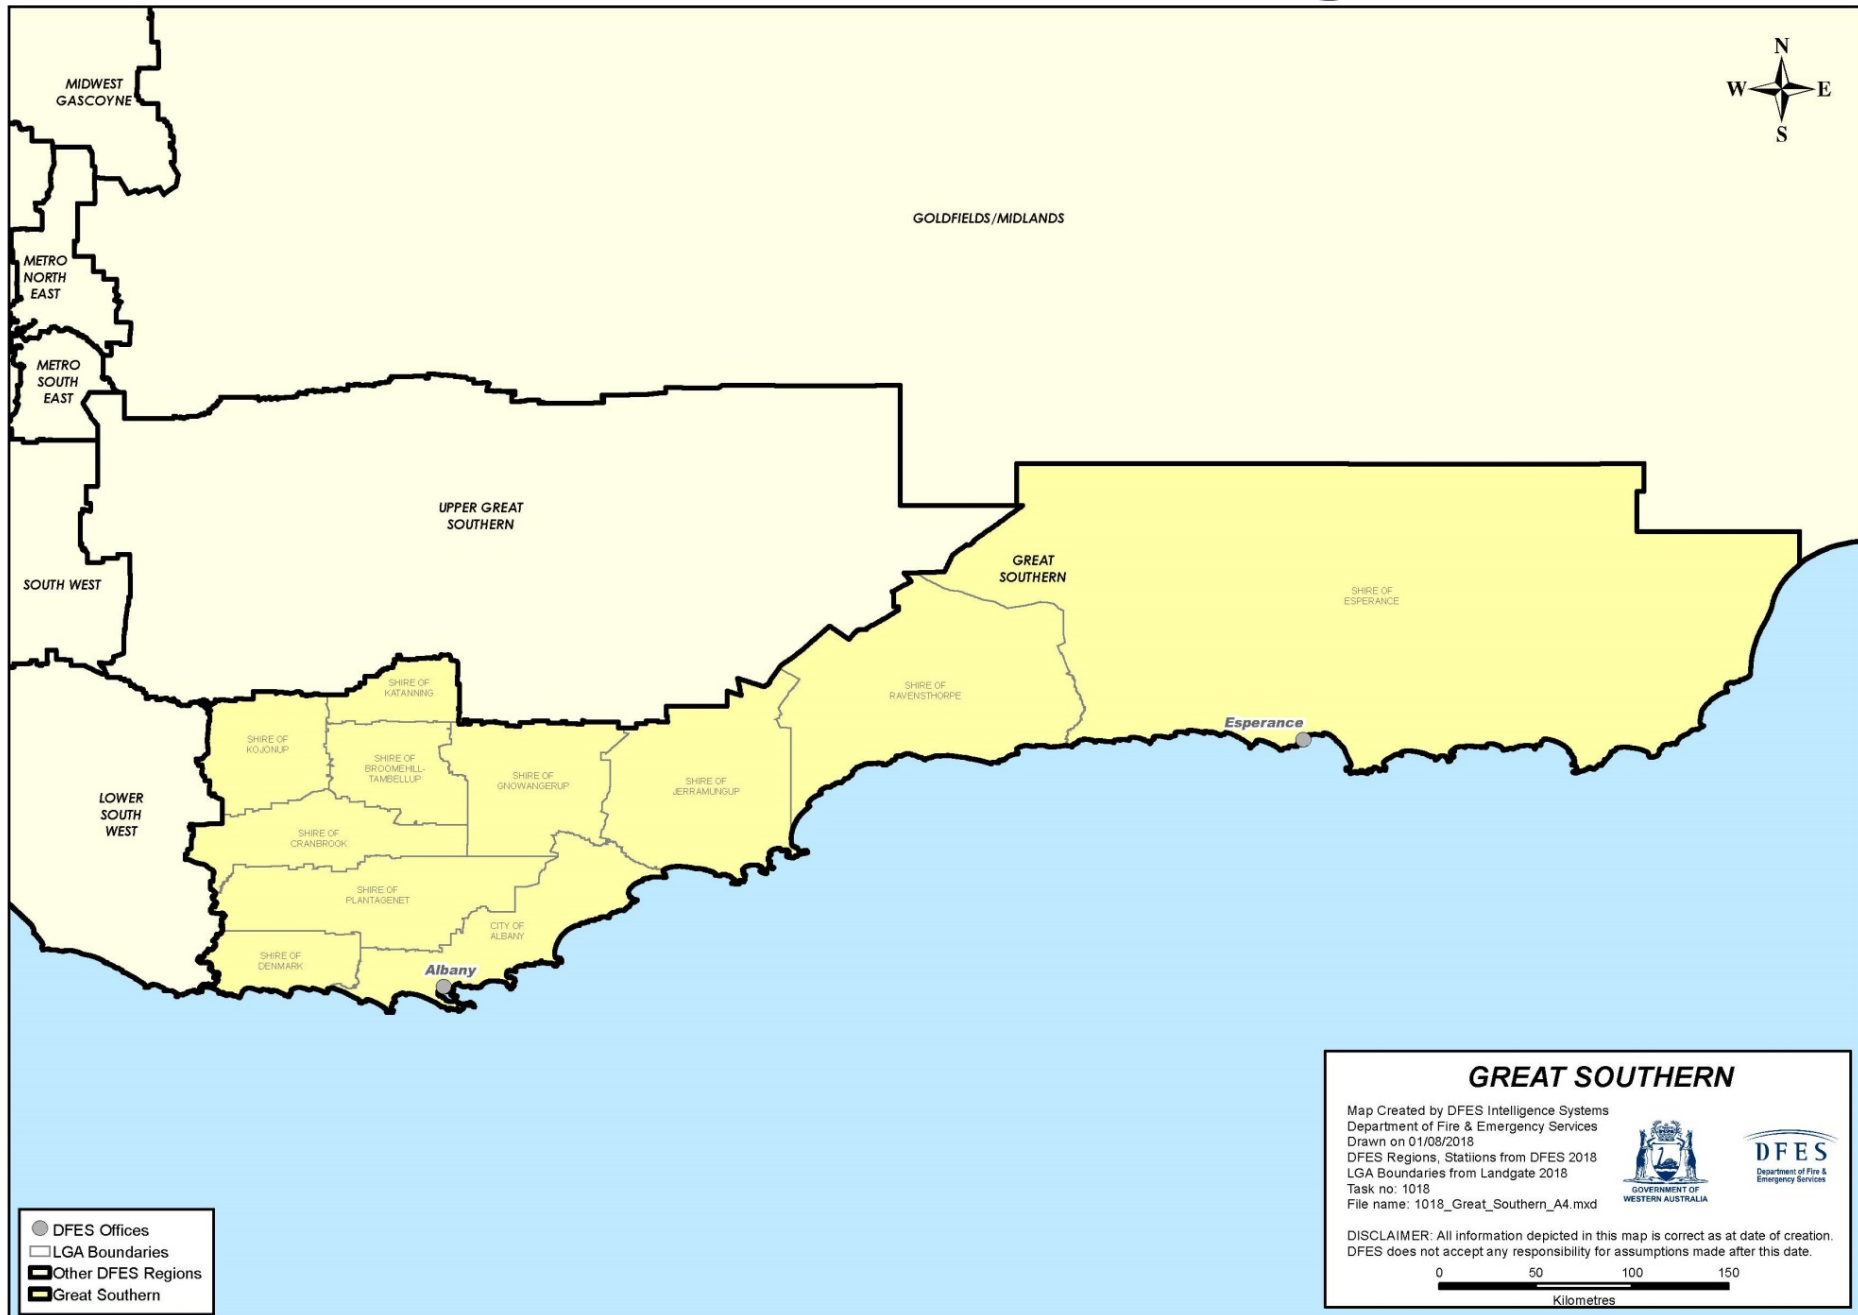 MIDWEST
GASCOYNE
N
W
E
S
GOLDFIELDS/MIDLANDS
METRO
NORTH
EAST
METRO
SOUTH
EAST
UPPER GREAT
SOUTHERN
GREAT
SOUTHERN
SOUTH WEST
SHIRE OF
ESPERANCE
SHIRE OF
KATANNING
SHIRE OF
RAVENSTHORPE
Esperance
SHIRE OF
KOJONUP
SHIRE OF
BROOMEHILL-
TAMBELLUP
SHIRE OF
GNOWANGERUP
SHIRE OF
JERRAMUNGUP
LOWER
SOUTH
WEST
SHIRE OF
CRANBROOK
SHIRE OF
PLANTAGENET
CITY OF
ALBANY
SHIRE OF
DENMARK
Albany
GREAT SOUTHERN
Map Created by DFES Intelligence Systems
Department of Fire & Emergency Services
Drawn on 01/08/2018
DFES Regions, Statiions from DFES 2018
LGA Boundaries from Landgate 2018
Task no: 1018
File name: 1018_Great_Southern_A4.mxd
GOVERNMENT OF
WESTERN AUSTRALIA
DFES
Department of Fire &
Emergency Services
DISCLAIMER: All information depicted in this map is correct as at date of creation.
DFES does not accept any responsibility for assumptions made after this date.
0 50 100 150
Kilometres
DFES Offices
LGA Boundaries
Other DFES Regions
Great Southern